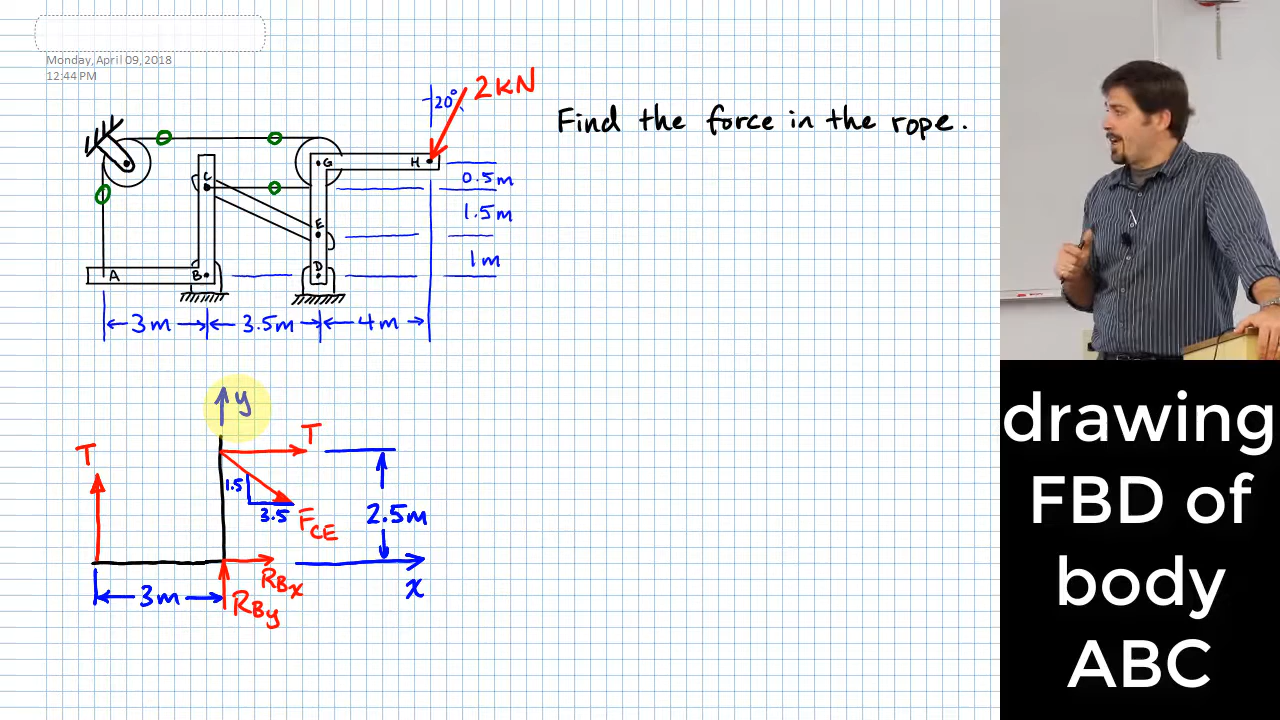 Monday, April 09, 2018
12:44 PM
20°
2KN
Find the force in the rope.
G
H
C
0.5m
1.5m
E
1m
A
B
D
3m
3.5m
4m
y
T
T
1.5
3.5
FCE
2.5m
RBx
x
3m
RBy
drawing
FBD of
body
ABC